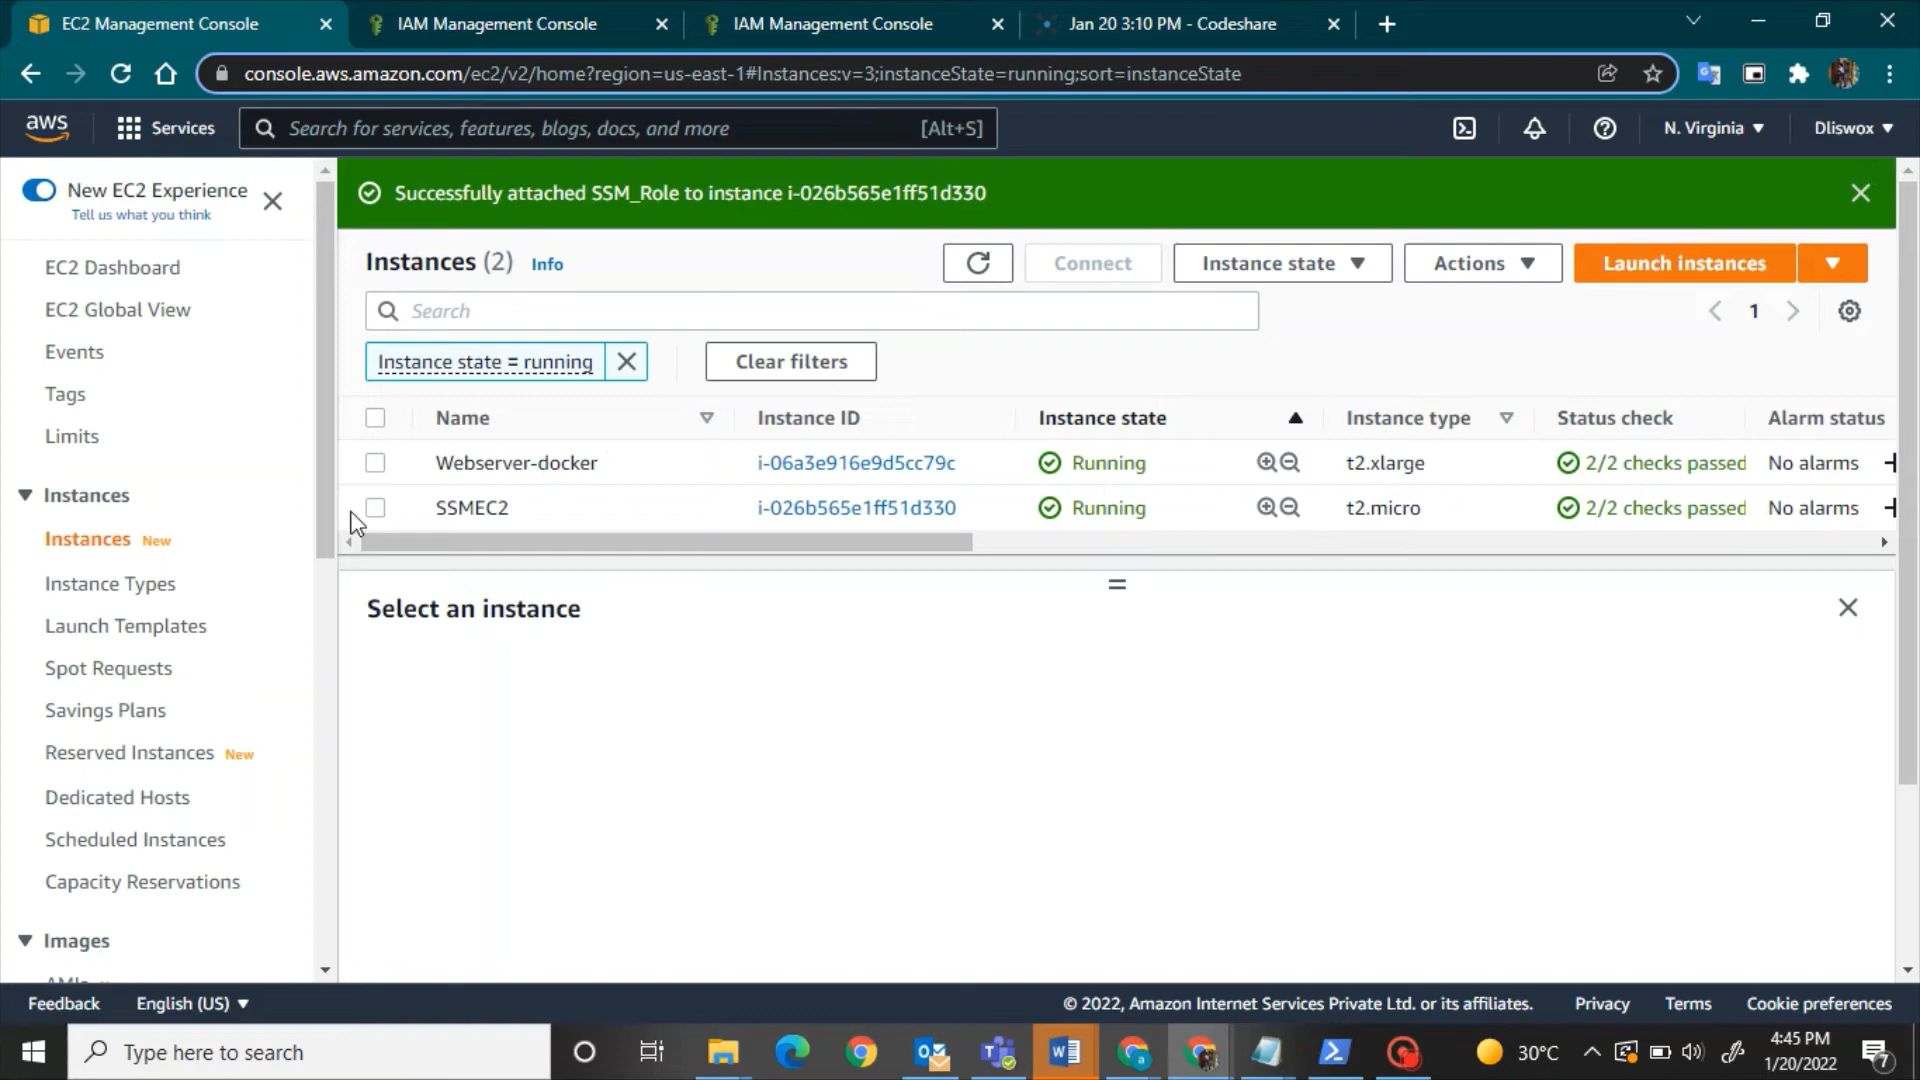 EC2 Management Console
IAM Management Console
IAM Management Console
Jan 20 3:10 PM - Codeshare
console.aws.amazon.com/ec2/v2/home?region=us-east-1#Instances:v=3;instanceState=running;sort=instanceState
aws
Services
Search for services, features, blogs, docs, and more
[Alt+S]
N. Virginia
Dliswox
New EC2 Experience
Tell us what you think
Successfully attached SSM_Role to instance i-026b565e1ff51d330
EC2 Dashboard
EC2 Global View
Events
Tags
Limits
Instances
Instances New
Instance Types
Launch Templates
Spot Requests
Savings Plans
Reserved Instances New
Dedicated Hosts
Scheduled Instances
Capacity Reservations
Images
Instances (2) Info
Connect
Instance state
Actions
Launch instances
Search
1
Instance state = running
Clear filters
Name Instance ID Instance state Instance type Status check Alarm status
Webserver-docker i-06a3e916e9d5cc79c Running t2.xlarge 2/2 checks passed No alarms
SSMEC2 i-026b565e1ff51d330 Running t2.micro 2/2 checks passed No alarms
Select an instance
Feedback
English (US)
© 2022, Amazon Internet Services Private Ltd. or its affiliates.
Privacy
Terms
Cookie preferences
Type here to search
30°C
4:45 PM
1/20/2022
7